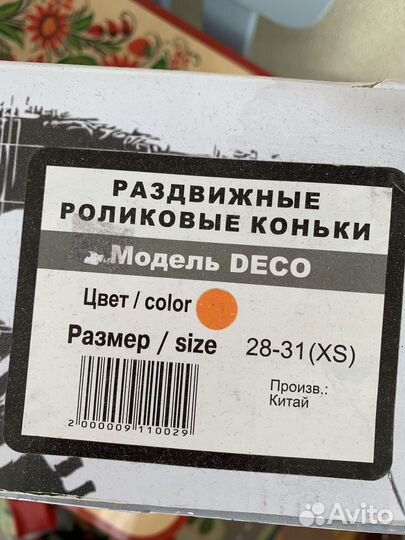 РАЗДВИЖНЫЕ
РОЛИКОВЫЕ КОНЬКИ
Модель DECO
Цвет / color
Размер / size 28-31(XS)
Произв.:
Китай
2 000009 110029
Avito